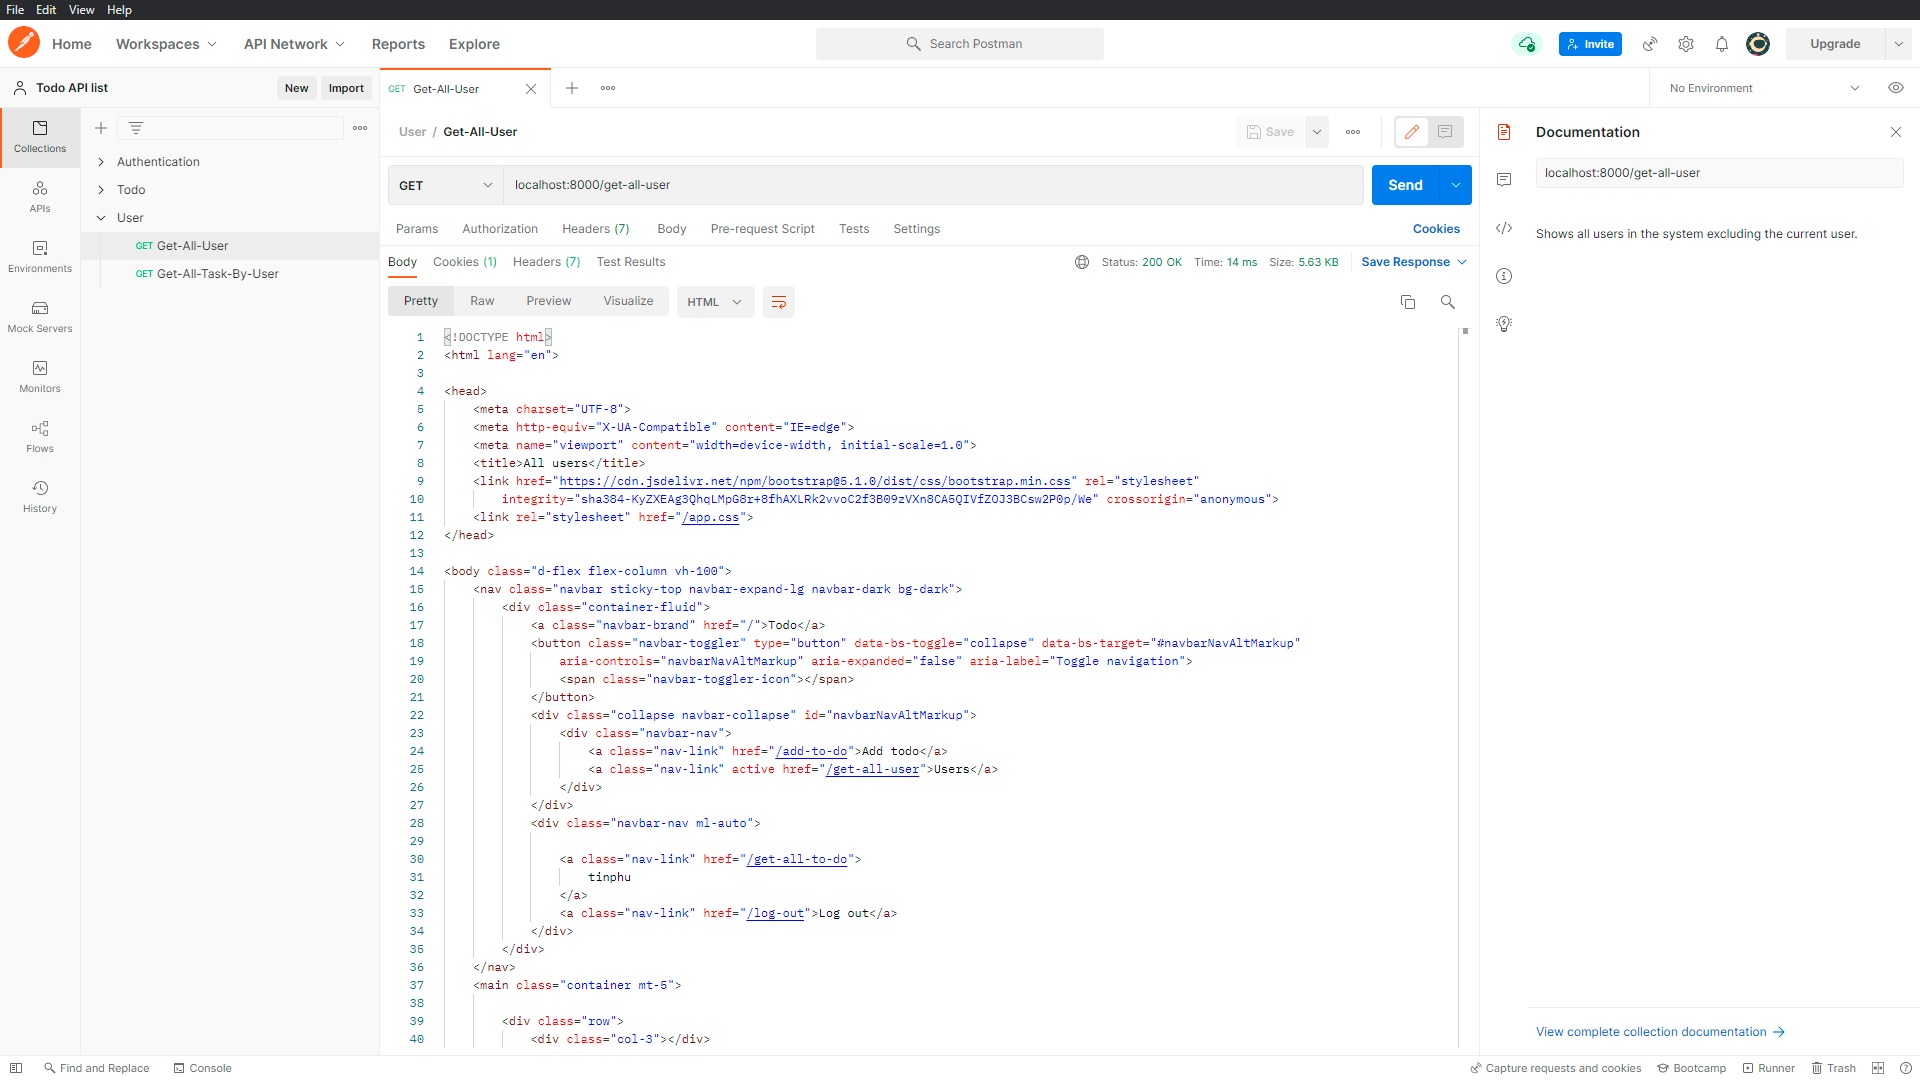 File Edit View Help
Home Workspaces API Network Reports Explore Search Postman Invite Upgrade
Todo API list New Import GET Get-All-User No Environment
Collections
APIs
Environments
Mock Servers
Monitors
Flows
History
Authentication
Todo
User
GET Get-All-User
GET Get-All-Task-By-User
User / Get-All-User Save
GET localhost:8000/get-all-user Send
Params Authorization Headers (7) Body Pre-request Script Tests Settings Cookies
Body Cookies (1) Headers (7) Test Results Status: 200 OK Time: 14 ms Size: 5.63 KB Save Response
Pretty Raw Preview Visualize HTML
1 <!DOCTYPE html>
2 <html lang="en">
3
4 <head>
5 <meta charset="UTF-8">
6 <meta http-equiv="X-UA-Compatible" content="IE=edge">
7 <meta name="viewport" content="width=device-width, initial-scale=1.0">
8 <title>All users</title>
9 <link href="https://cdn.jsdelivr.net/npm/bootstrap@5.1.0/dist/css/bootstrap.min.css" rel="stylesheet"
10 integrity="sha384-KyZXEAg3QhqLMpG8r+8fhAXLRk2vvoC2f3B09zVXn8CA5QIVfZOJ3BCsw2P0p/We" crossorigin="anonymous">
11 <link rel="stylesheet" href="/app.css">
12 </head>
13
14 <body class="d-flex flex-column vh-100">
15 <nav class="navbar sticky-top navbar-expand-lg navbar-dark bg-dark">
16 <div class="container-fluid">
17 <a class="navbar-brand" href="/">Todo</a>
18 <button class="navbar-toggler" type="button" data-bs-toggle="collapse" data-bs-target="#navbarNavAltMarkup"
19 aria-controls="navbarNavAltMarkup" aria-expanded="false" aria-label="Toggle navigation">
20 <span class="navbar-toggler-icon"></span>
21 </button>
22 <div class="collapse navbar-collapse" id="navbarNavAltMarkup">
23 <div class="navbar-nav">
24 <a class="nav-link" href="/add-to-do">Add todo</a>
25 <a class="nav-link" active href="/get-all-user">Users</a>
26 </div>
27 </div>
28 <div class="navbar-nav ml-auto">
29
30 <a class="nav-link" href="/get-all-to-do">
31 tinphu
32 </a>
33 <a class="nav-link" href="/log-out">Log out</a>
34 </div>
35 </div>
36 </nav>
37 <main class="container mt-5">
38
39 <div class="row">
40 <div class="col-3"></div>
Documentation
localhost:8000/get-all-user
Shows all users in the system excluding the current user.
View complete collection documentation
Find and Replace Console Capture requests and cookies Bootcamp Runner Trash